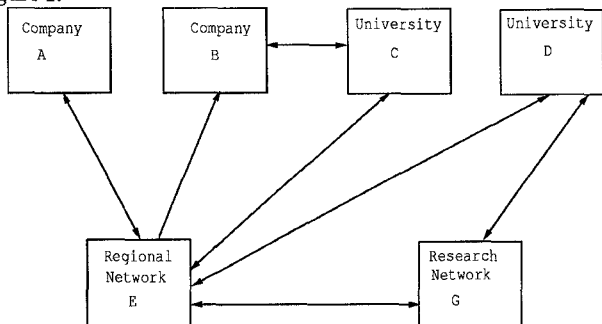 Company
A
Company
B
University
C
University
D
Regional
Network
E
Research
Network
G